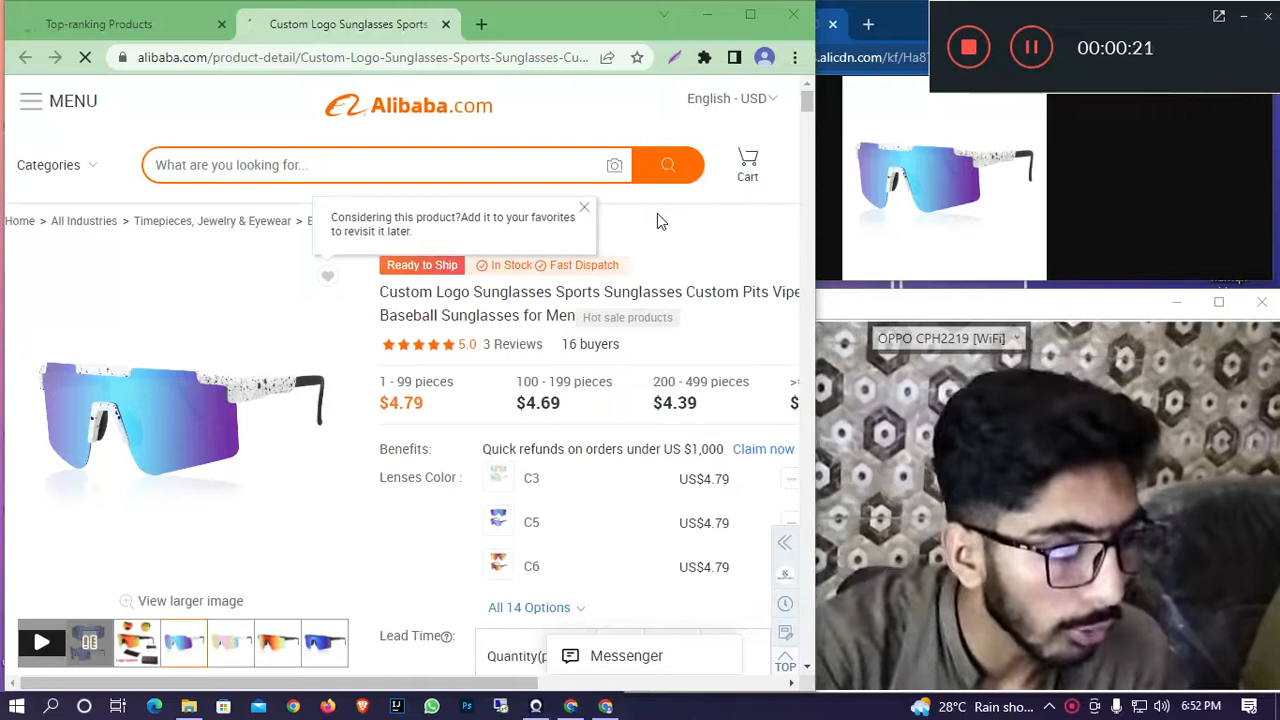 Top-ranking Products
Custom Logo Sunglasses Sports
alibaba.com/product-detail/Custom-Logo-Sunglasses-Sports-Sunglasses-Cu...
.alicdn.com/kf/Ha8
00:00:21
MENU
Alibaba.com
English - USD
Categories
What are you looking for...
Cart
Home > All Industries > Timepieces, Jewelry & Eyewear > E
Considering this product?Add it to your favorites
to revisit it later.
Ready to Ship
In Stock
Fast Dispatch
Custom Logo Sunglasses Sports Sunglasses Custom Pits Vipe
Baseball Sunglasses for Men
Hot sale products
5.0 3 Reviews 16 buyers
1 - 99 pieces 100 - 199 pieces 200 - 499 pieces >=
$4.79 $4.69 $4.39 $
Benefits: Quick refunds on orders under US $1,000 Claim now
Lenses Color :
C3 US$4.79
C5 US$4.79
C6 US$4.79
All 14 Options
View larger image
Lead Time
Quantity(p
Messenger
TOP
OPPO CPH2219 [WiFi]
28°C Rain sho...
6:52 PM